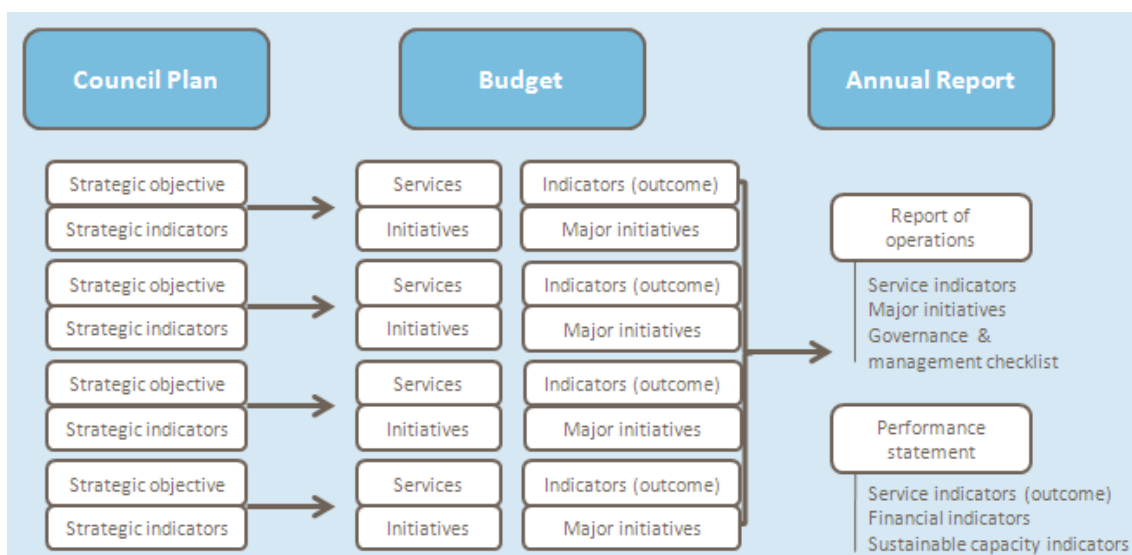 Council Plan
Budget
Annual Report
Strategic objective
Strategic indicators
Services
Initiatives
Indicators (outcome)
Major initiatives
Strategic objective
Strategic indicators
Services
Initiatives
Indicators (outcome)
Major initiatives
Strategic objective
Strategic indicators
Services
Initiatives
Indicators (outcome)
Major initiatives
Strategic objective
Strategic indicators
Services
Initiatives
Indicators (outcome)
Major initiatives
Report of
operations
Service indicators
Major initiatives
Governance &
management checklist
Performance
statement
Service indicators (outcome)
Financial indicators
Sustainable capacity indicators